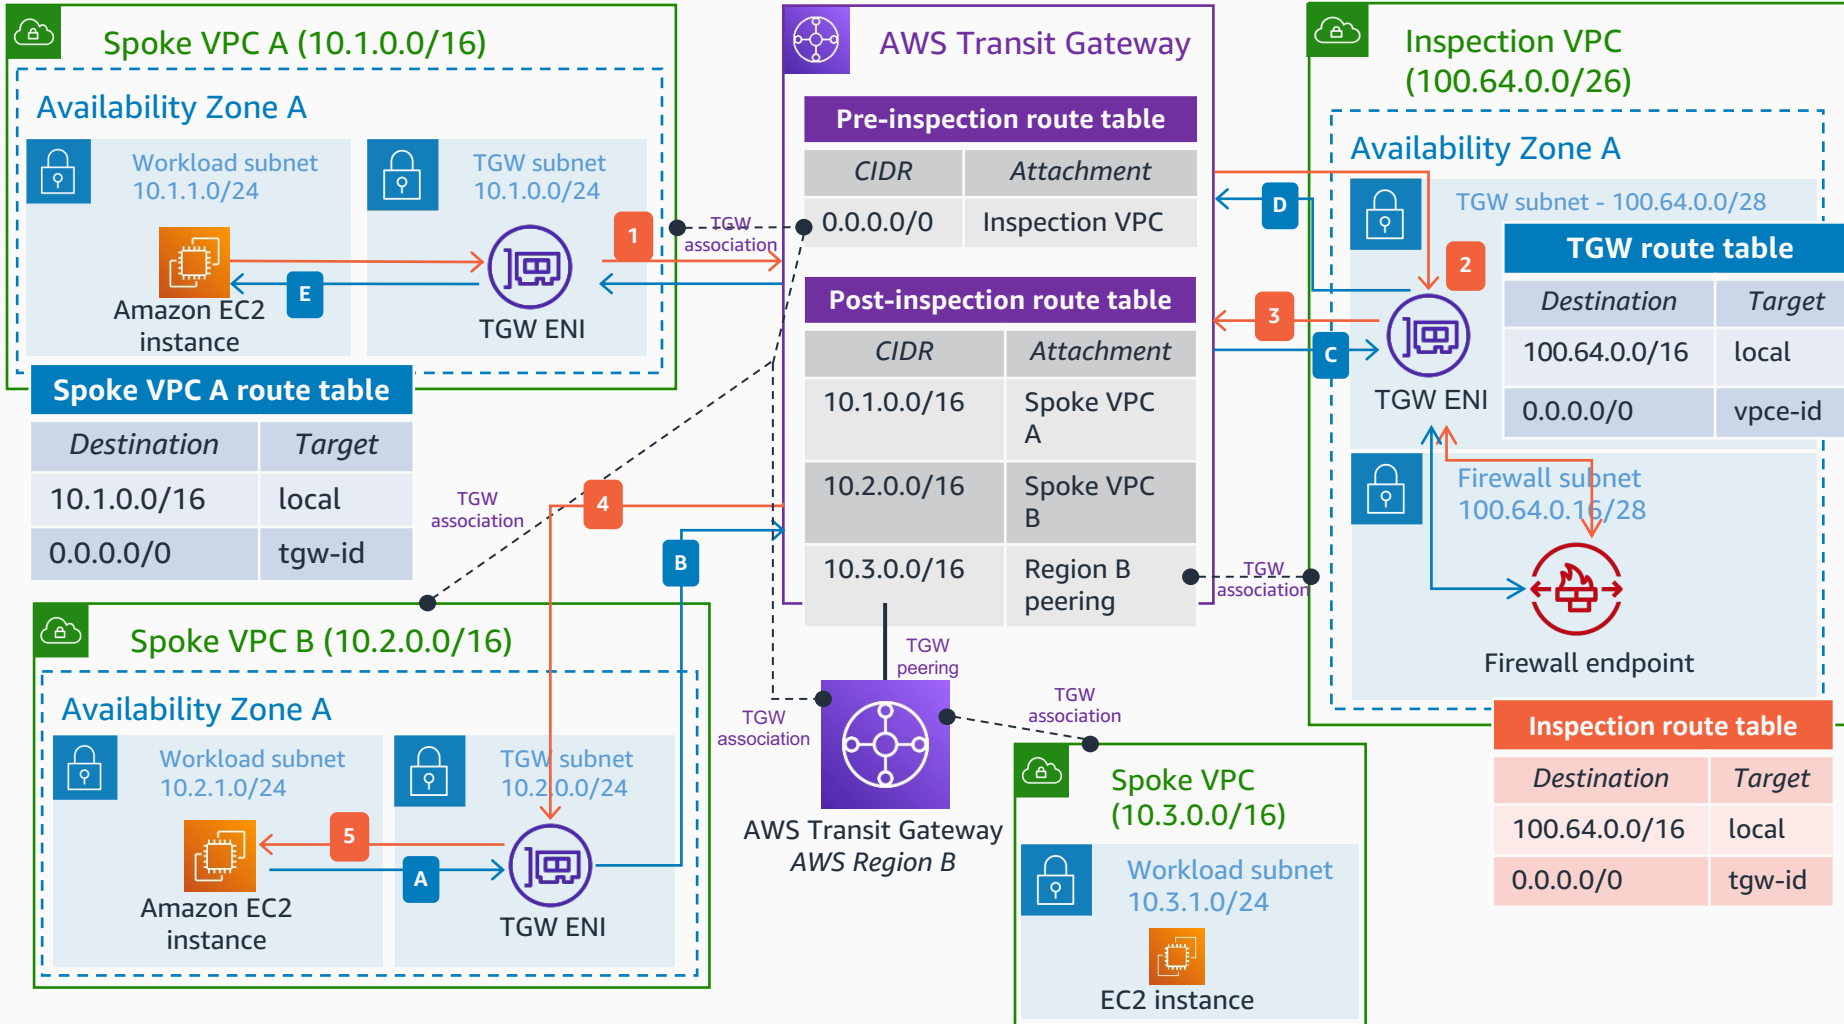 Spoke VPC A (10.1.0.0/16)
Availability Zone A
Workload subnet
10.1.1.0/24
TGW subnet
10.1.0.0/24
1
E
Amazon EC2
instance
TGW ENI
TGW
association
Spoke VPC A route table
Destination
Target
10.1.0.0/16
local
0.0.0.0/0
tgw-id
AWS Transit Gateway
Pre-inspection route table
CIDR
Attachment
0.0.0.0/0
Inspection VPC
Post-inspection route table
CIDR
Attachment
10.1.0.0/16
Spoke VPC
A
10.2.0.0/16
Spoke VPC
B
10.3.0.0/16
Region B
peering
Inspection VPC
(100.64.0.0/26)
Availability Zone A
TGW subnet - 100.64.0.0/28
D
2
3
C
TGW ENI
TGW route table
Destination
Target
100.64.0.0/16
local
0.0.0.0/0
vpce-id
Firewall subnet
100.64.0.16/28
Firewall endpoint
TGW
association
Inspection route table
Destination
Target
100.64.0.0/16
local
0.0.0.0/0
tgw-id
TGW
association
4
B
Spoke VPC B (10.2.0.0/16)
Availability Zone A
Workload subnet
10.2.1.0/24
TGW subnet
10.2.0.0/24
5
A
Amazon EC2
instance
TGW ENI
TGW
peering
TGW
association
TGW
association
AWS Transit Gateway
AWS Region B
Spoke VPC
(10.3.0.0/16)
Workload subnet
10.3.1.0/24
EC2 instance